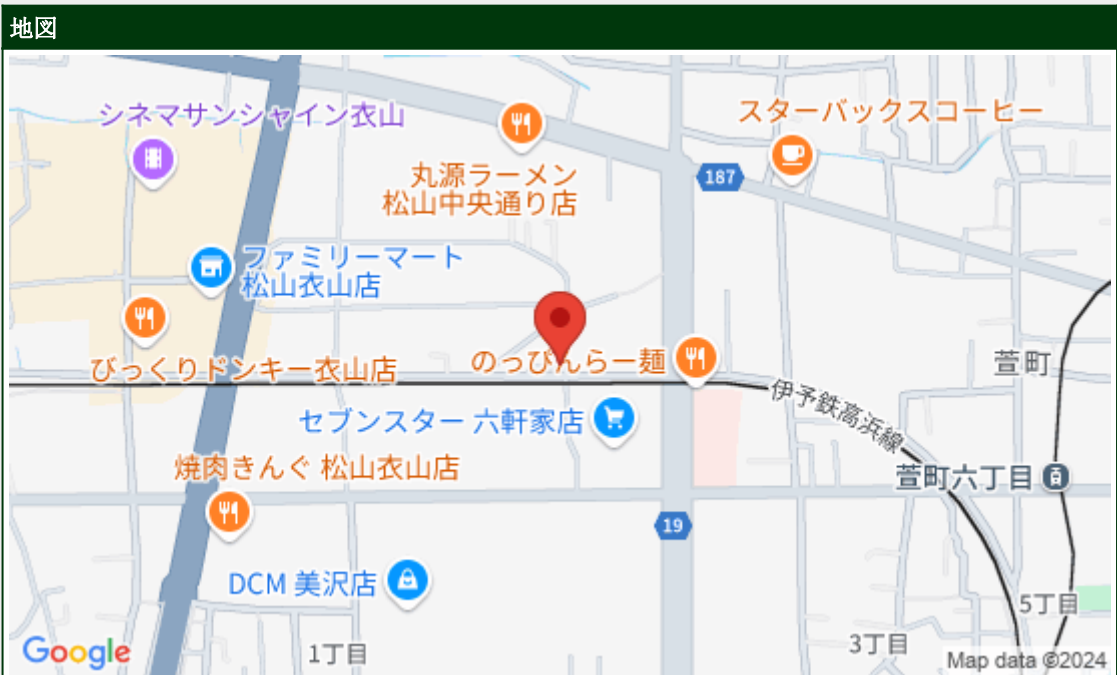 地図
シネマサンシャイン衣山
スターバックスコーヒー
丸源ラーメン
松山中央通り店
187
ファミリーマート
松山衣山店
びっくりドンキー衣山店
のっぴんらー麺
萱町
伊予鉄高浜線
セブンスター 六軒家店
焼肉きんぐ 松山衣山店
萱町六丁目
19
DCM 美沢店
5丁目
3丁目
1丁目
Google
Map data ©2024